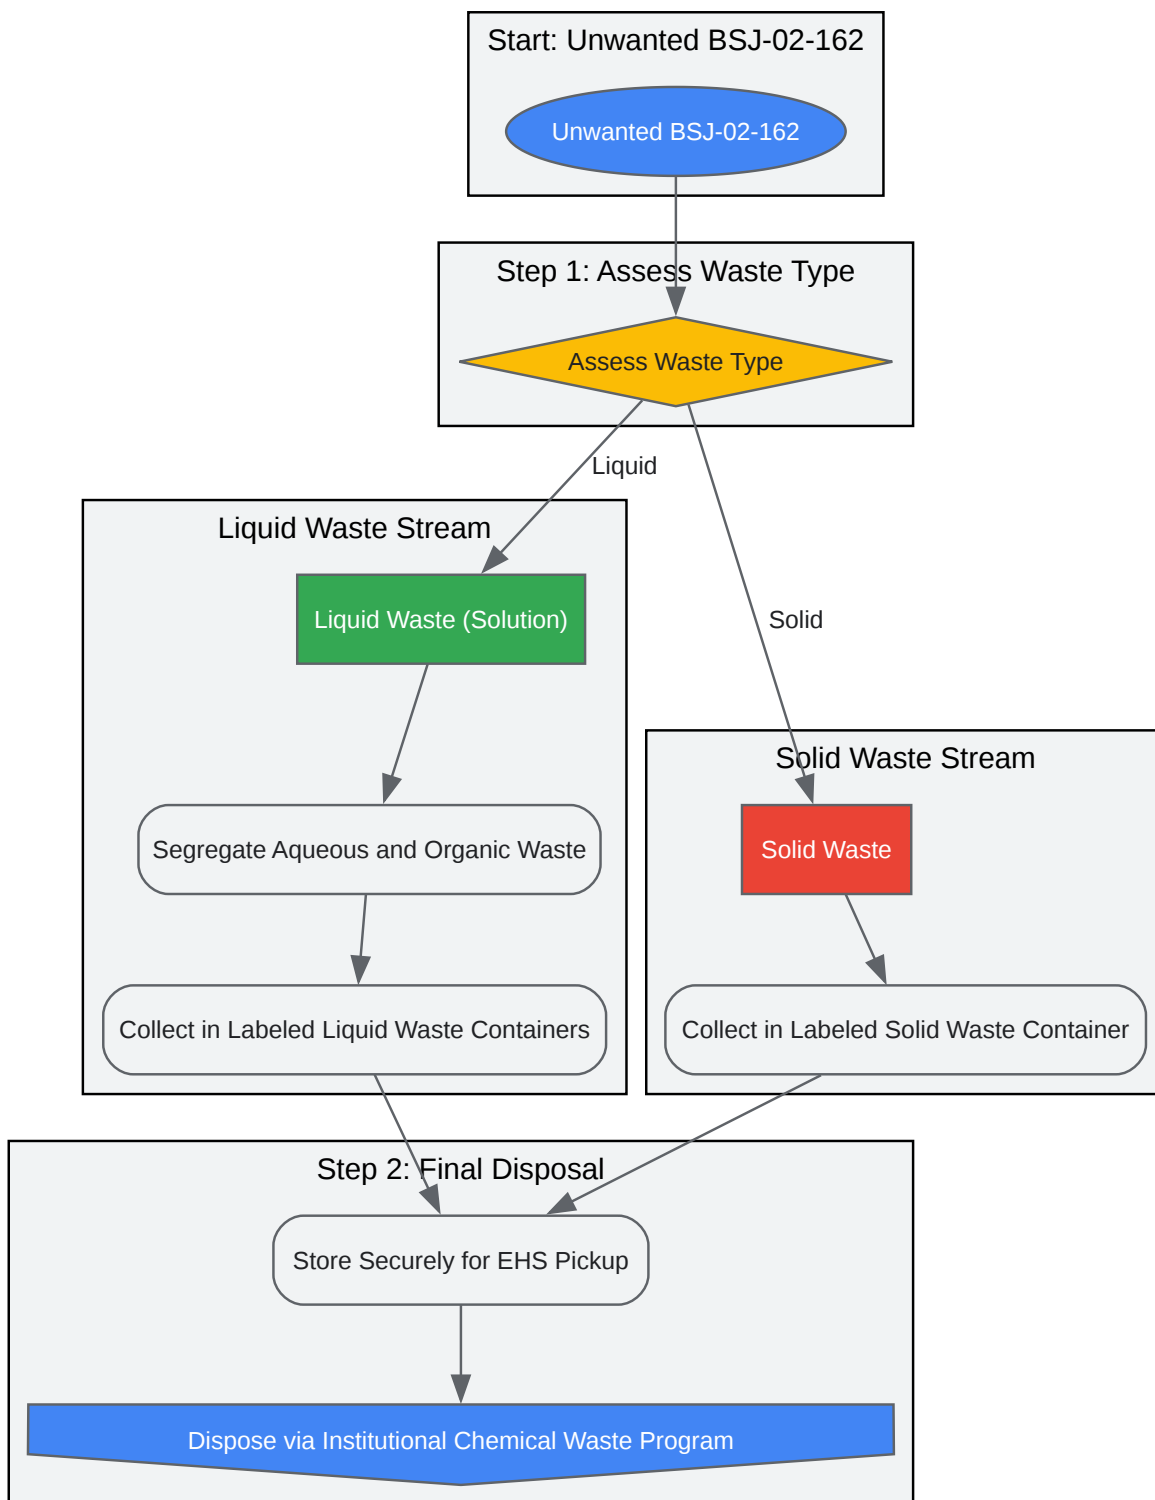 Start: Unwanted BSJ-02-162
Unwanted BSJ-02-162
Step 1: Assess Waste Type
Assess Waste Type
Liquid
Liquid Waste Stream
Liquid Waste (Solution)
Solid
Solid Waste Stream
Segregate Aqueous and Organic Waste
Solid Waste
Collect in Labeled Liquid Waste Containers
Collect in Labeled Solid Waste Container
Step 2: Final Disposal
Store Securely for EHS Pickup
Dispose via Institutional Chemical Waste Program